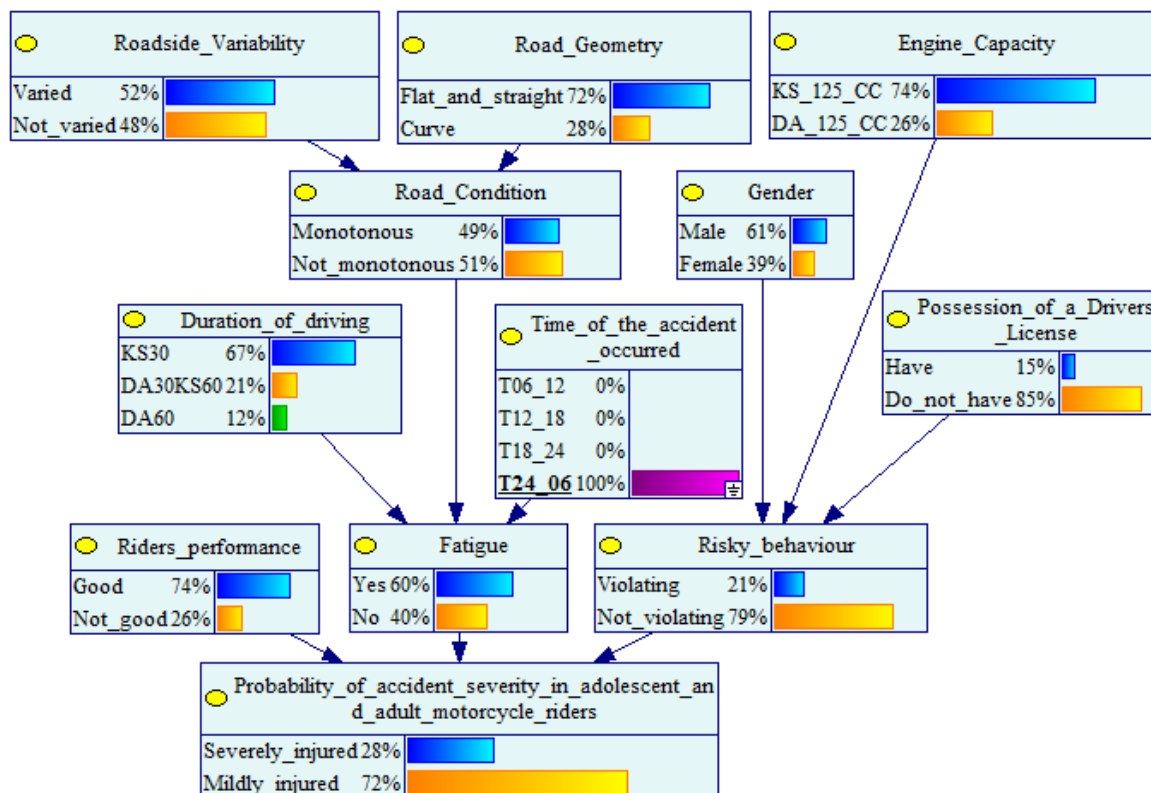 Roadside_Variability
Varied 52%
Not_varied 48%
Road_Geometry
Flat_and_straight 72%
Curve 28%
Engine_Capacity
KS_125_CC 74%
DA_125_CC 26%
Road_Condition
Monotonous 49%
Not_monotonous 51%
Gender
Male 61%
Female 39%
Duration_of_driving
KS30 67%
DA30KS60 21%
DA60 12%
Time_of_the_accident
_occurred
T06_12 0%
T12_18 0%
T18_24 0%
T24_06 100%
Possession_of_a_Drivers
_License
Have 15%
Do_not_have 85%
Riders_performance
Good 74%
Not_good 26%
Fatigue
Yes 60%
No 40%
Risky_behaviour
Violating 21%
Not_violating 79%
Probability_of_accident_severity_in_adolescent_an
d_adult_motorcycle_riders
Severely_injured 28%
Mildly_injured 72%